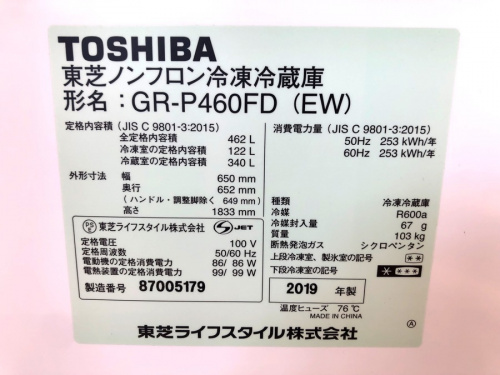 TOSHIBA
東芝ノンフロン冷凍冷蔵庫
形名：GR-P460FD (EW)
定格内容積 (JIS C 9801-3:2015)
全定格内容積 462 L
冷凍室の定格内容積 122 L
冷蔵室の定格内容積 340 L
外形寸法 幅 650 mm
奥行 652 mm
(ハンドル・調整脚除く 649 mm)
高さ 1833 mm
消費電力量 (JIS C 9801-3:2015)
50Hz 253 kWh/年
60Hz 253 kWh/年
種類 冷凍冷蔵庫
冷媒 R600a
冷媒封入量 67 g
質量 103 kg
断熱発泡ガス シクロペンタン
上段冷凍室、製氷室の記号 **
下段冷凍室の記号 * ***
PS E 東芝ライフスタイル株式会社 S JET
定格電圧 100 V
定格周波数 50/60 Hz
電動機の定格消費電力 86/ 86 W
電熱装置の定格消費電力 99/ 99 W
製造番号 87005179
2019 年製
温度ヒューズ 76℃
MADE IN CHINA
東芝ライフスタイル株式会社
Ⓐ